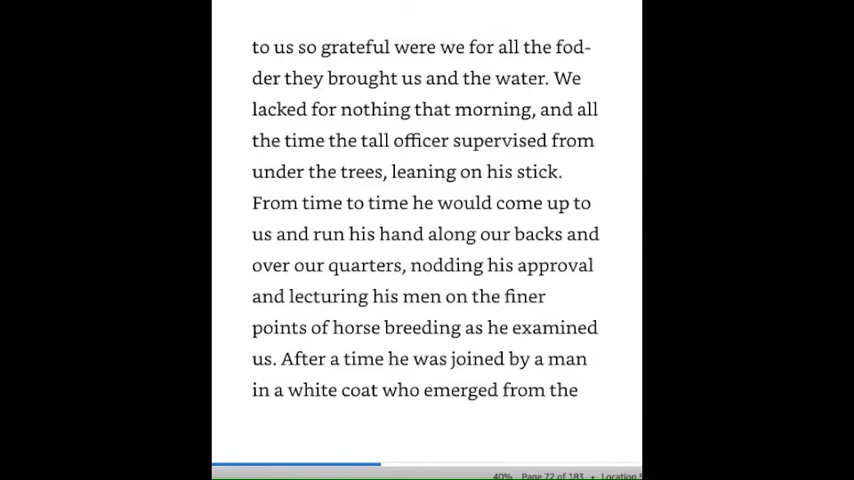 to us so grateful were we for all the fod-
der they brought us and the water. We
lacked for nothing that morning, and all
the time the tall officer supervised from
under the trees, leaning on his stick.
From time to time he would come up to
us and run his hand along our backs and
over our quarters, nodding his approval
and lecturing his men on the finer
points of horse breeding as he examined
us. After a time he was joined by a man
in a white coat who emerged from the
40% Page 72 of 183 • Location